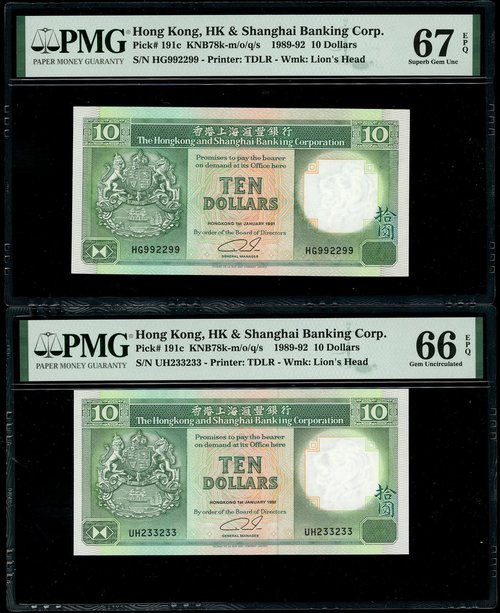 PMG
PAPER MONEY GUARANTY
Hong Kong, HK & Shanghai Banking Corp.
Pick# 191c KNB78k-m/o/q/s 1989-92 10 Dollars
S/N HG992299 - Printer: TDLR - Wmk: Lion's Head
67 EPQ
Superb Gem Unc
10 香港上海滙豐銀行 10
The Hongkong and Shanghai Banking Corporation
Promises to pay the bearer
on demand at its Office here
TEN
DOLLARS
拾圓
HONGKONG 1ST JANUARY 1991
By order of the Board of Directors
HG992299 HG992299
GENERAL MANAGER
PMG
PAPER MONEY GUARANTY
Hong Kong, HK & Shanghai Banking Corp.
Pick# 191c KNB78k-m/o/q/s 1989-92 10 Dollars
S/N UH233233 - Printer: TDLR - Wmk: Lion's Head
66 EPQ
Gem Uncirculated
10 香港上海滙豐銀行 10
The Hongkong and Shanghai Banking Corporation
Promises to pay the bearer
on demand at its Office here
TEN
DOLLARS
拾圓
HONGKONG 1ST JANUARY 1992
By order of the Board of Directors
UH233233 UH233233
GENERAL MANAGER